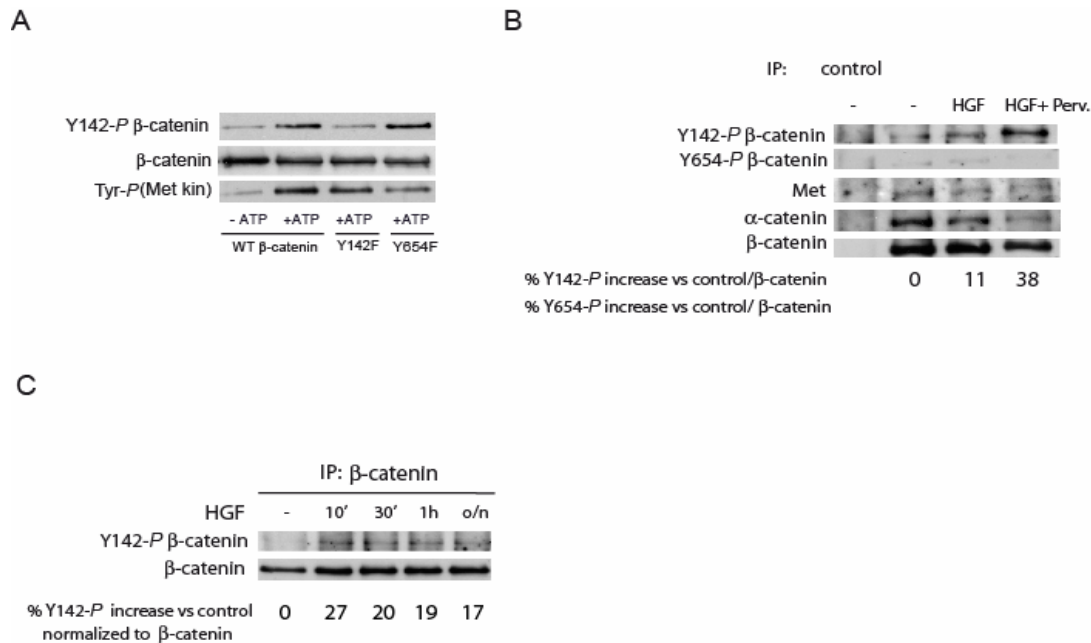 A
Y142-P β-catenin
β-catenin
Tyr-P(Met kin)
- ATP +ATP +ATP +ATP
WT β-catenin Y142F Y654F
B
IP: control
- - HGF HGF+ Perv.
Y142-P β-catenin
Y654-P β-catenin
Met
α-catenin
β-catenin
% Y142-P increase vs control/β-catenin 0 11 38
% Y654-P increase vs control/ β-catenin
C
IP: β-catenin
HGF - 10' 30' 1h o/n
Y142-P β-catenin
β-catenin
% Y142-P increase vs control 0 27 20 19 17
normalized to β-catenin